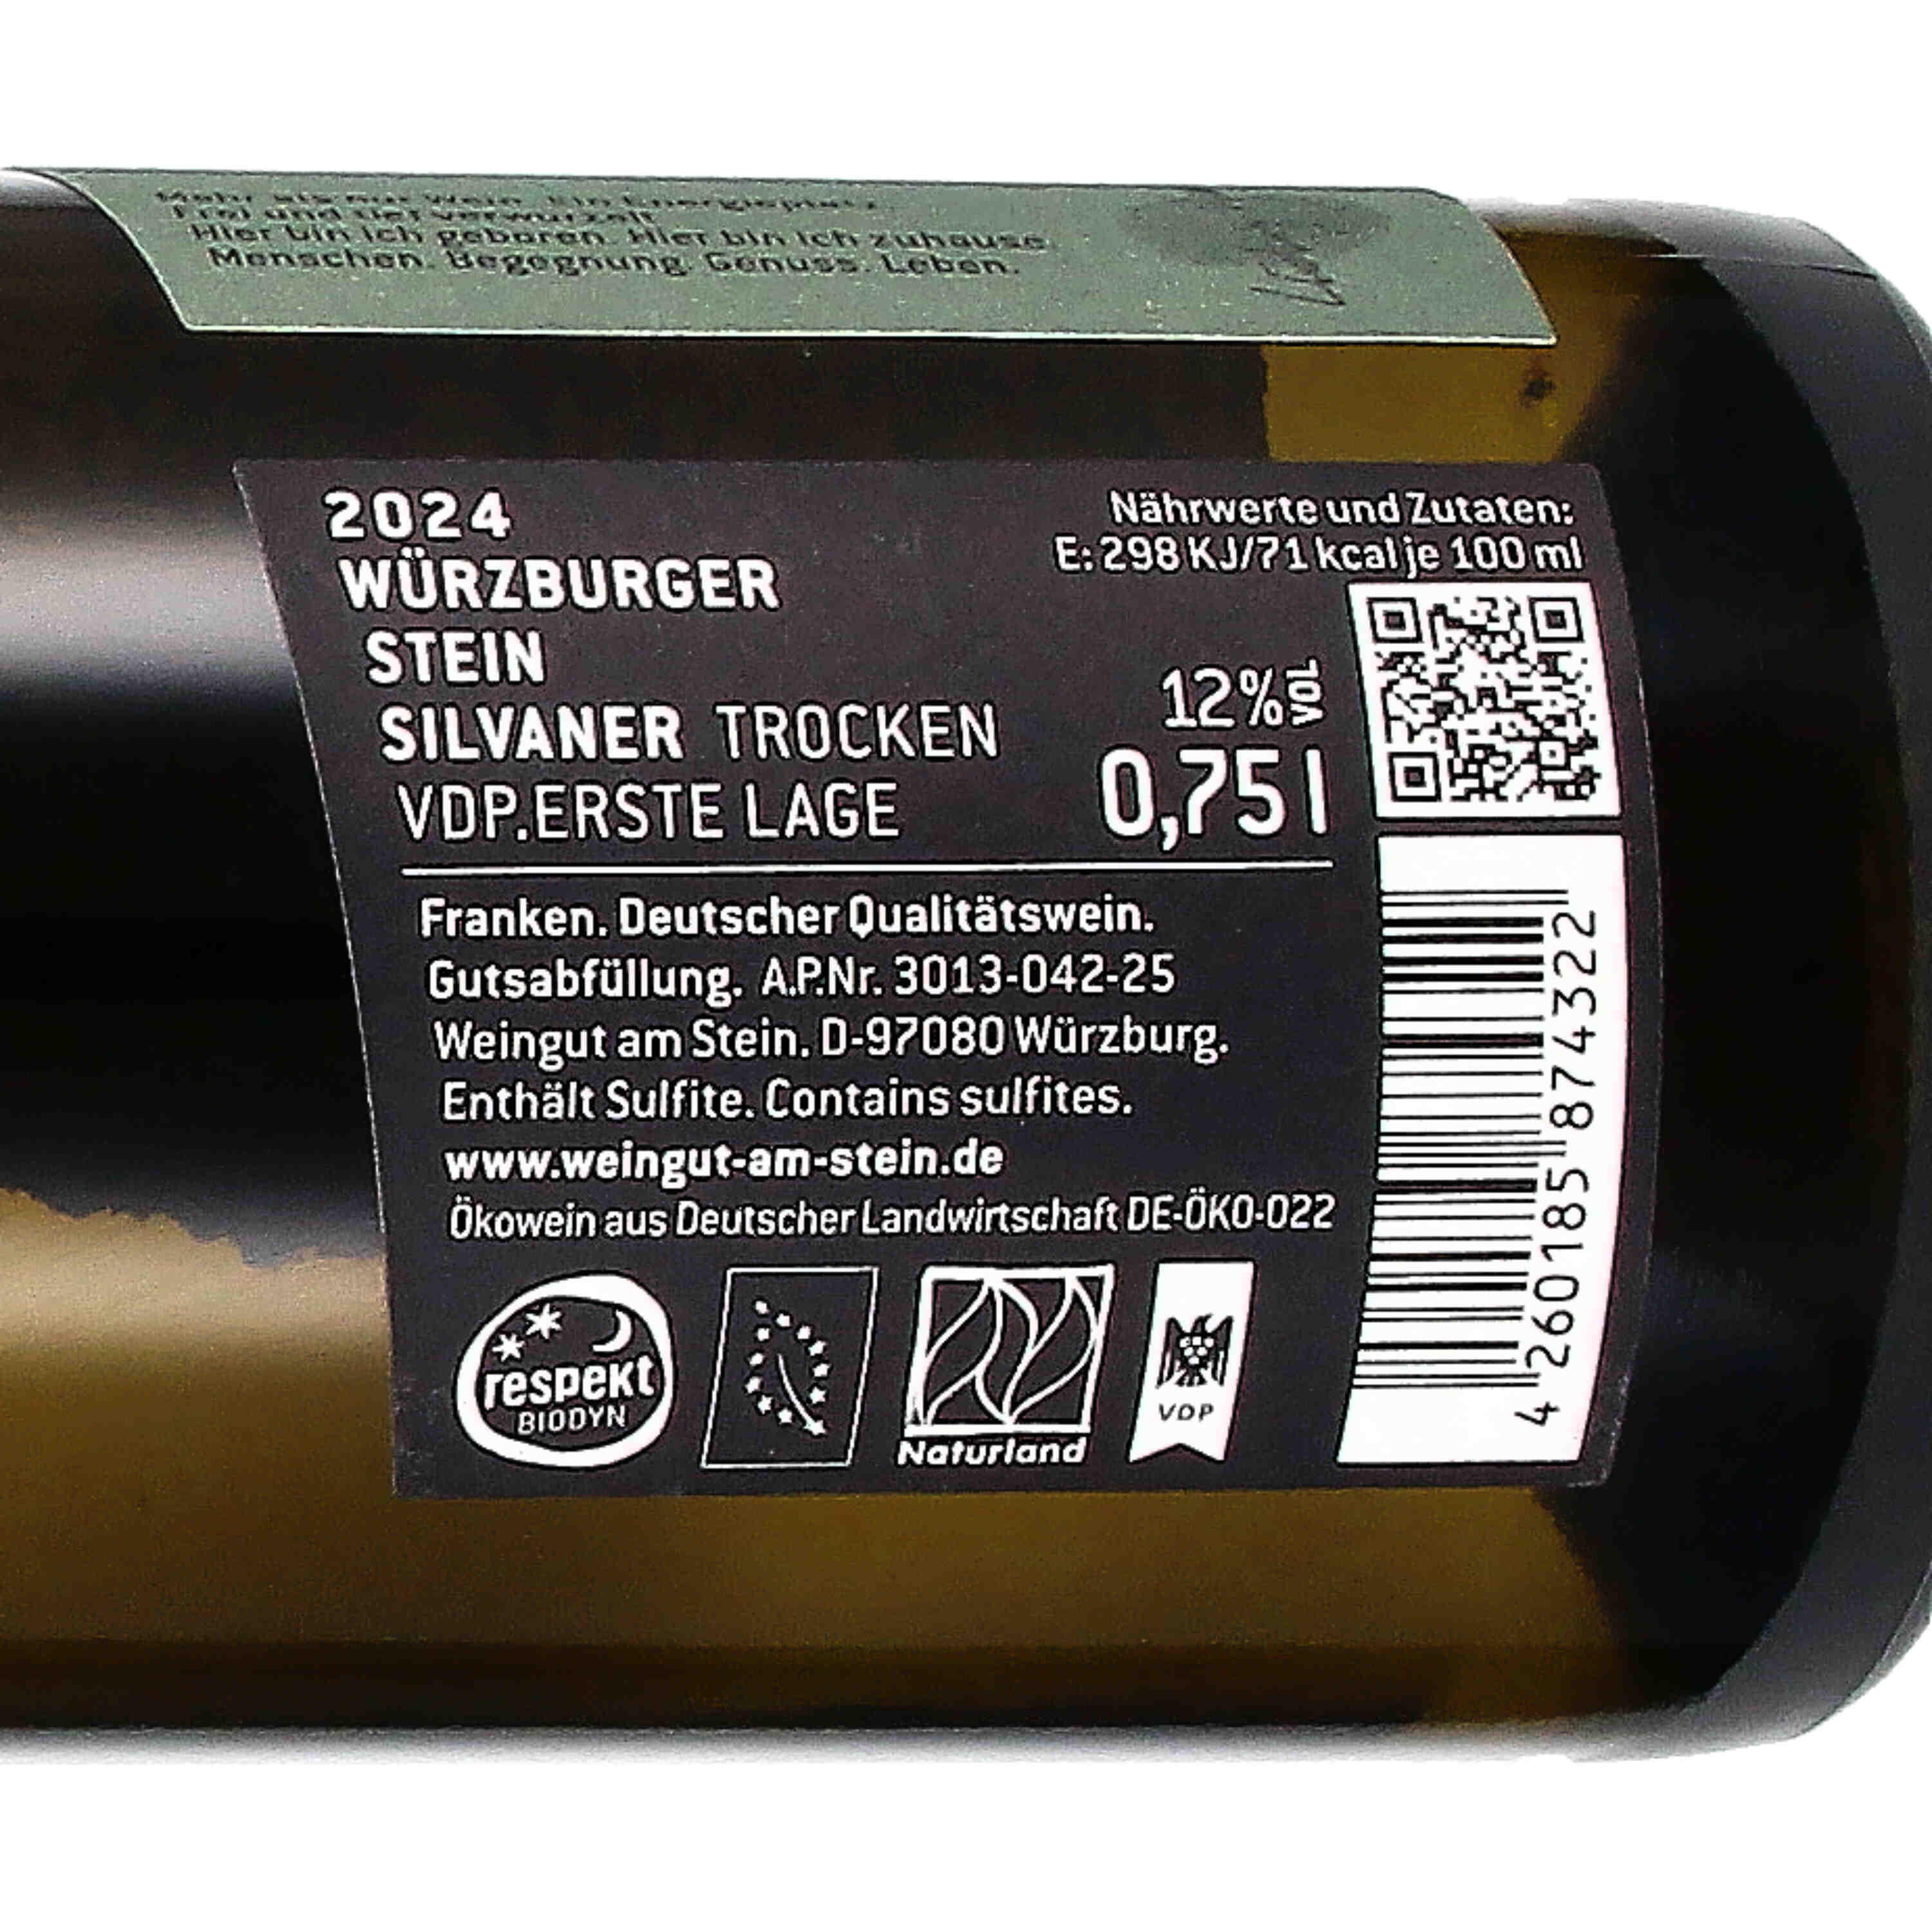 Mehr als nur Wein. Ein Energieplatz.
Frei und tief verwurzelt.
Hier bin ich geboren. Hier bin ich zuhause.
Menschen. Begegnung. Genuss. Leben.
2024
WÜRZBURGER
STEIN
SILVANER TROCKEN
VDP.ERSTE LAGE
Nährwerte und Zutaten:
E: 298 KJ/71 kcal je 100 ml
12% VOL
0,75 l
Franken. Deutscher Qualitätswein.
Gutsabfüllung. A.P.Nr. 3013-042-25
Weingut am Stein. D-97080 Würzburg.
Enthält Sulfite. Contains sulfites.
www.weingut-am-stein.de
Ökowein aus Deutscher Landwirtschaft DE-ÖKO-022
respekt
BIODYN
Naturland
VDP
4 260185 874322